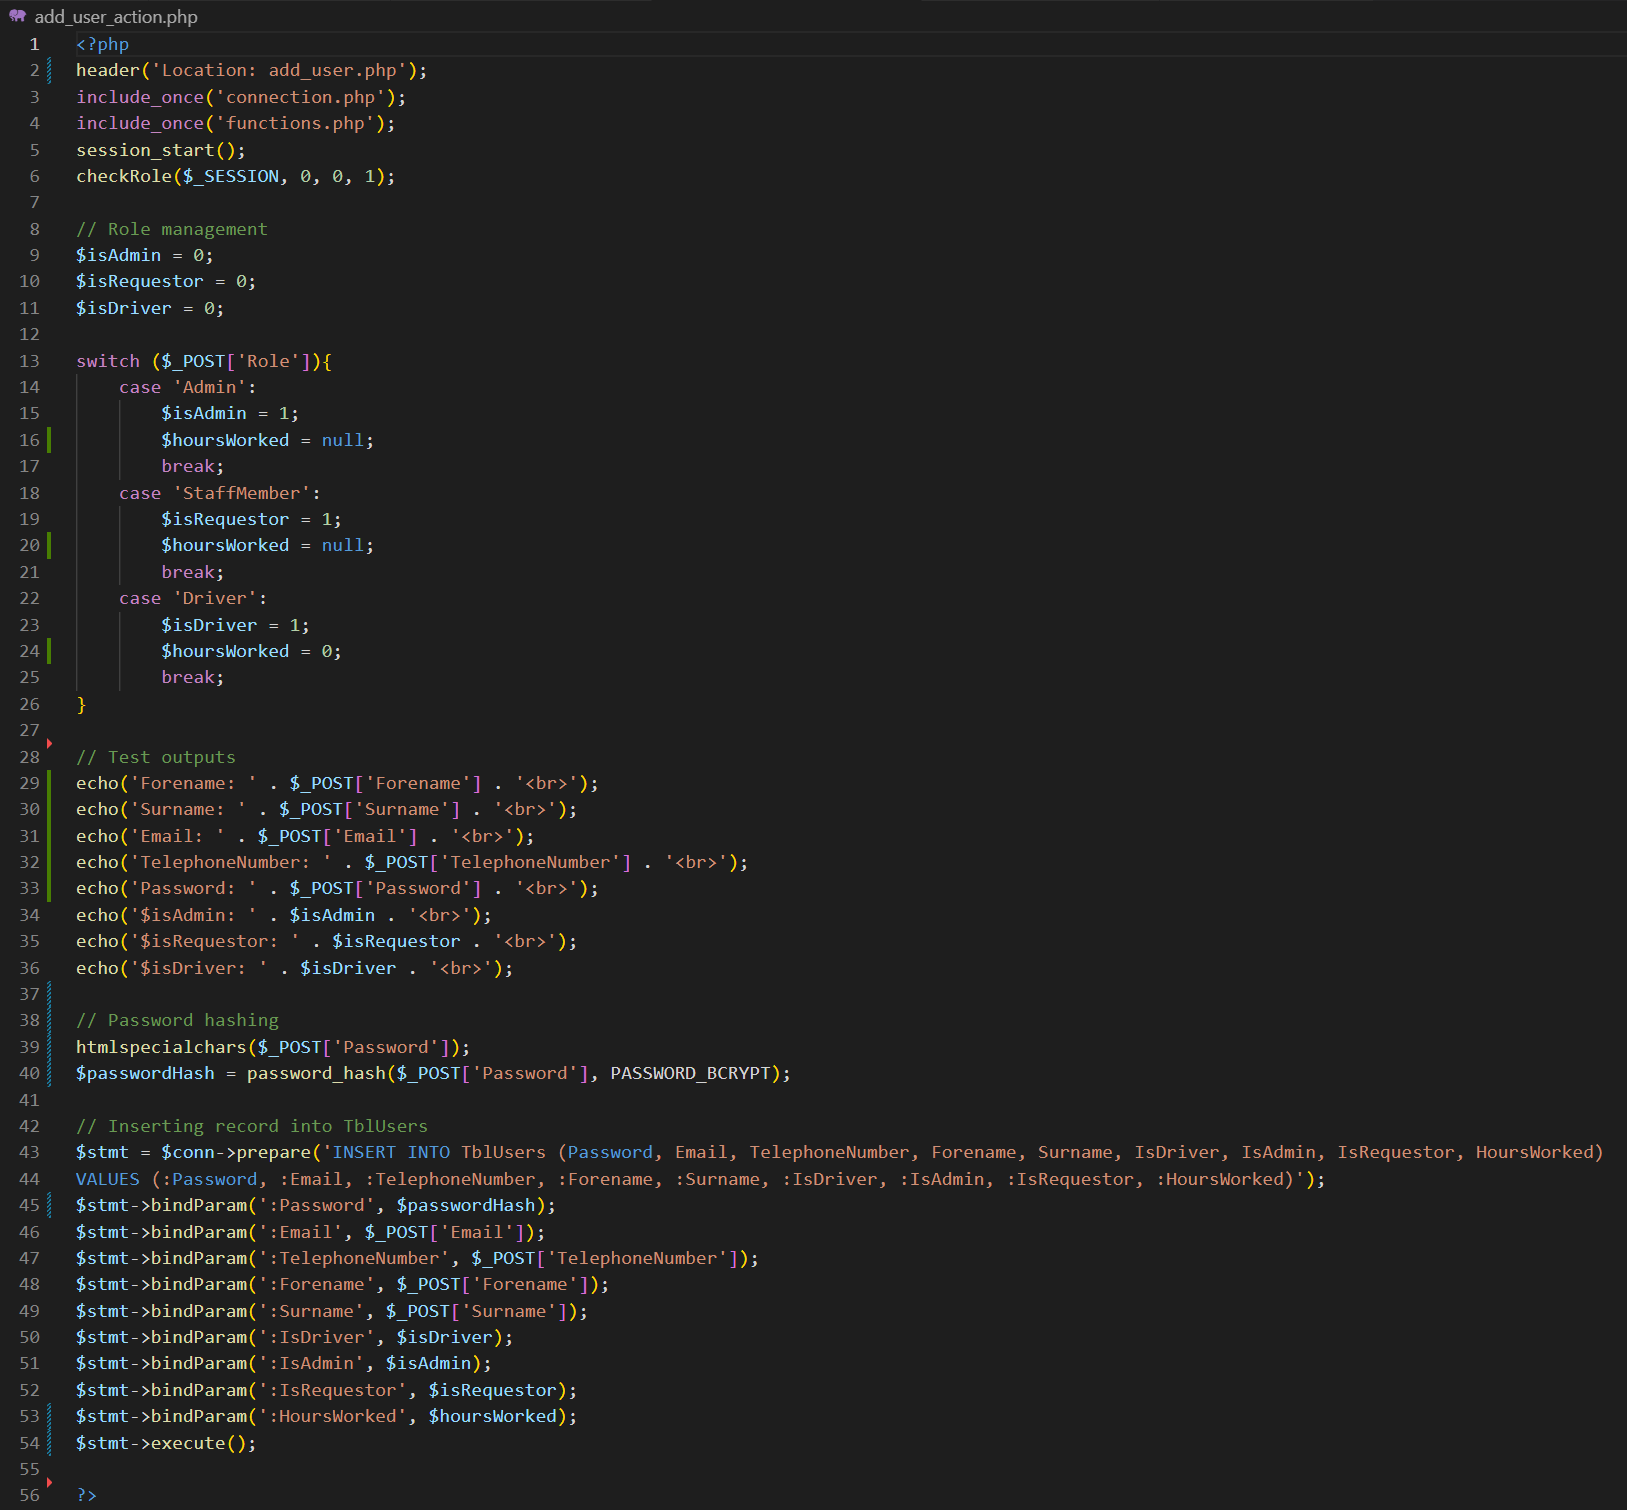 add_user_action.php
1 <?php
2 header('Location: add_user.php');
3 include_once('connection.php');
4 include_once('functions.php');
5 session_start();
6 checkRole($_SESSION, 0, 0, 1);
7
8 // Role management
9 $isAdmin = 0;
10 $isRequestor = 0;
11 $isDriver = 0;
12
13 switch ($_POST['Role']){
14     case 'Admin':
15         $isAdmin = 1;
16         $hoursWorked = null;
17         break;
18     case 'StaffMember':
19         $isRequestor = 1;
20         $hoursWorked = null;
21         break;
22     case 'Driver':
23         $isDriver = 1;
24         $hoursWorked = 0;
25         break;
26 }
27
28 // Test outputs
29 echo('Forename: ' . $_POST['Forename'] . '<br>');
30 echo('Surname: ' . $_POST['Surname'] . '<br>');
31 echo('Email: ' . $_POST['Email'] . '<br>');
32 echo('TelephoneNumber: ' . $_POST['TelephoneNumber'] . '<br>');
33 echo('Password: ' . $_POST['Password'] . '<br>');
34 echo('$isAdmin: ' . $isAdmin . '<br>');
35 echo('$isRequestor: ' . $isRequestor . '<br>');
36 echo('$isDriver: ' . $isDriver . '<br>');
37
38 // Password hashing
39 htmlspecialchars($_POST['Password']);
40 $passwordHash = password_hash($_POST['Password'], PASSWORD_BCRYPT);
41
42 // Inserting record into TblUsers
43 $stmt = $conn->prepare('INSERT INTO TblUsers (Password, Email, TelephoneNumber, Forename, Surname, IsDriver, IsAdmin, IsRequestor, HoursWorked)
44 VALUES (:Password, :Email, :TelephoneNumber, :Forename, :Surname, :IsDriver, :IsAdmin, :IsRequestor, :HoursWorked)');
45 $stmt->bindParam(':Password', $passwordHash);
46 $stmt->bindParam(':Email', $_POST['Email']);
47 $stmt->bindParam(':TelephoneNumber', $_POST['TelephoneNumber']);
48 $stmt->bindParam(':Forename', $_POST['Forename']);
49 $stmt->bindParam(':Surname', $_POST['Surname']);
50 $stmt->bindParam(':IsDriver', $isDriver);
51 $stmt->bindParam(':IsAdmin', $isAdmin);
52 $stmt->bindParam(':IsRequestor', $isRequestor);
53 $stmt->bindParam(':HoursWorked', $hoursWorked);
54 $stmt->execute();
55
56 ?>